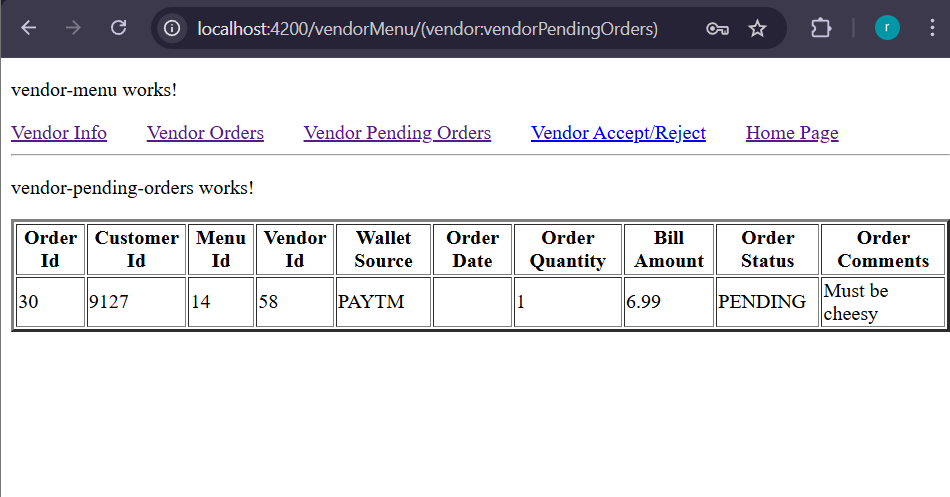 localhost:4200/vendorMenu/(vendor:vendorPendingOrders)
r
vendor-menu works!
Vendor Info Vendor Orders Vendor Pending Orders Vendor Accept/Reject Home Page
vendor-pending-orders works!
Order Id Customer Id Menu Id Vendor Id Wallet Source Order Date Order Quantity Bill Amount Order Status Order Comments
30 9127 14 58 PAYTM 1 6.99 PENDING Must be cheesy